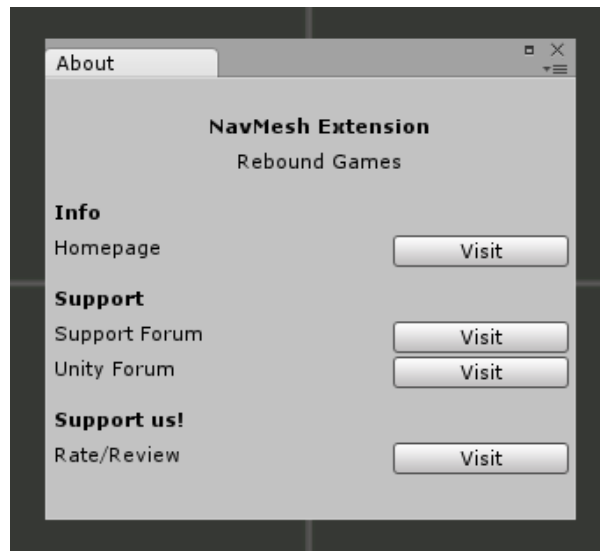 About
NavMesh Extension
Rebound Games
Info
Homepage Visit
Support
Support Forum Visit
Unity Forum Visit
Support us!
Rate/Review Visit